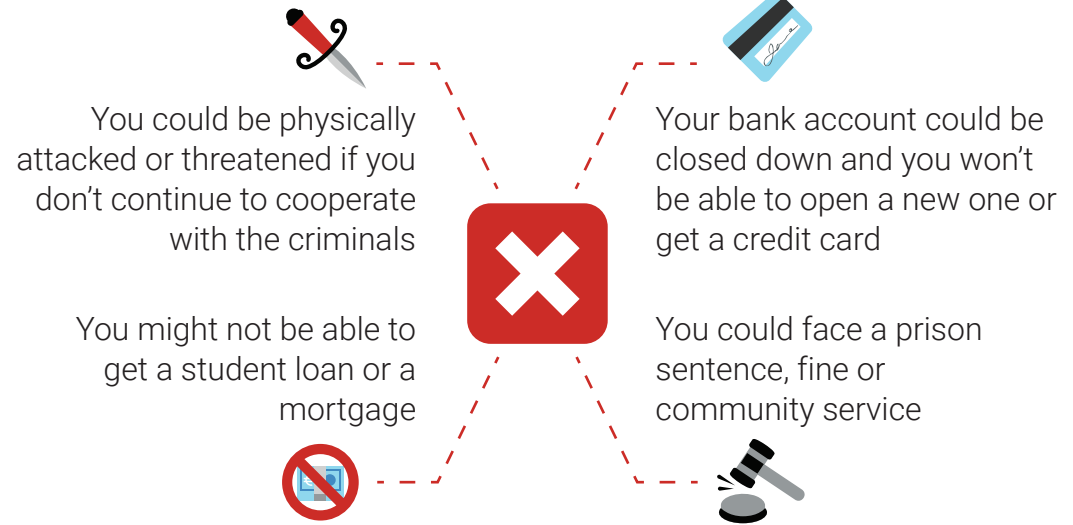 You could be physically
attacked or threatened if you
don't continue to cooperate
with the criminals
Your bank account could be
closed down and you won't
be able to open a new one or
get a credit card
You might not be able to
get a student loan or a
mortgage
You could face a prison
sentence, fine or
community service